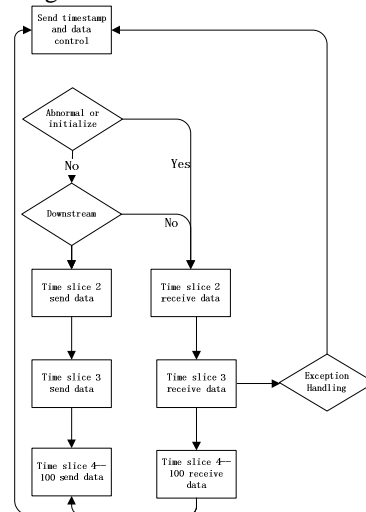 Send timestamp
and data
control
Abnormal or
initialize
No
Yes
Downstream
No
Time slice 2
send data
Time slice 2
receive data
Time slice 3
send data
Time slice 3
receive data
Exception
Handling
Time slice 4—
100 send data
Time slice 4—
100 receive
data